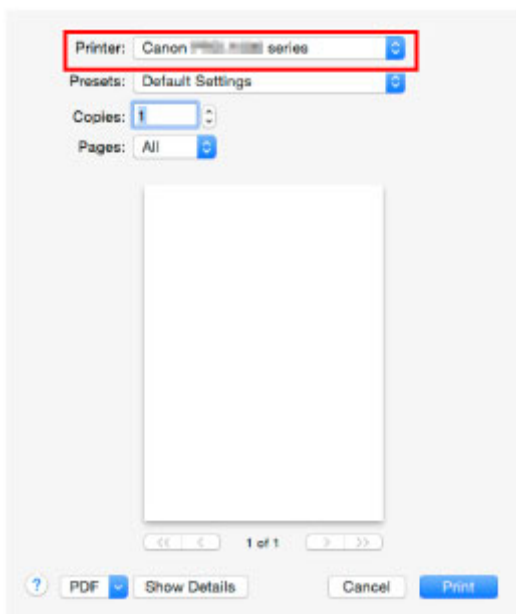 Printer: Canon series
Presets: Default Settings
Copies: 1
Pages: All
<< < 1 of 1 > >>
? PDF Show Details Cancel Print